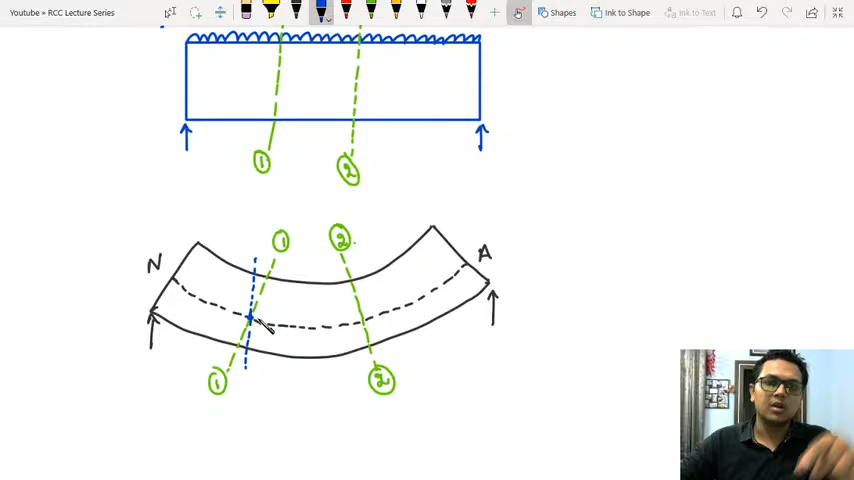 Youtube » RCC Lecture Series
Shapes
Ink to Shape
Ink to Text
1
2
1
2
N
A
1
2